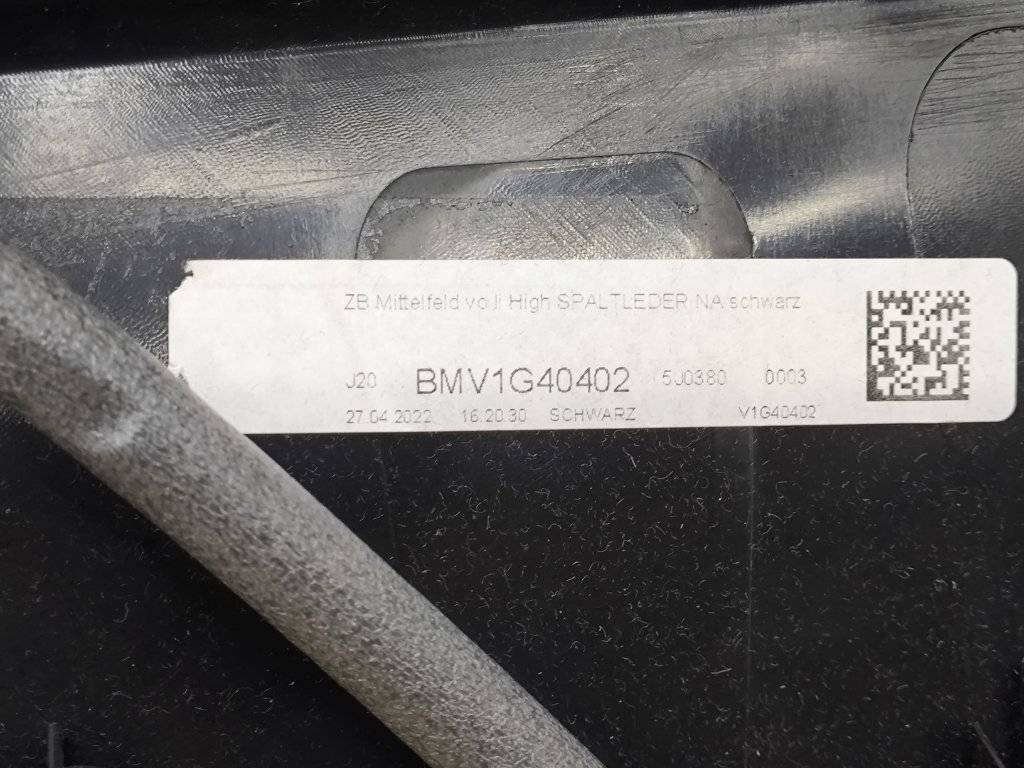 ZB Mittelfeld vo li High SPALTLEDER NA schwarz
J20 BMV1G40402 5J0380 0003
27.04.2022 16:20:30 SCHWARZ V1G40402